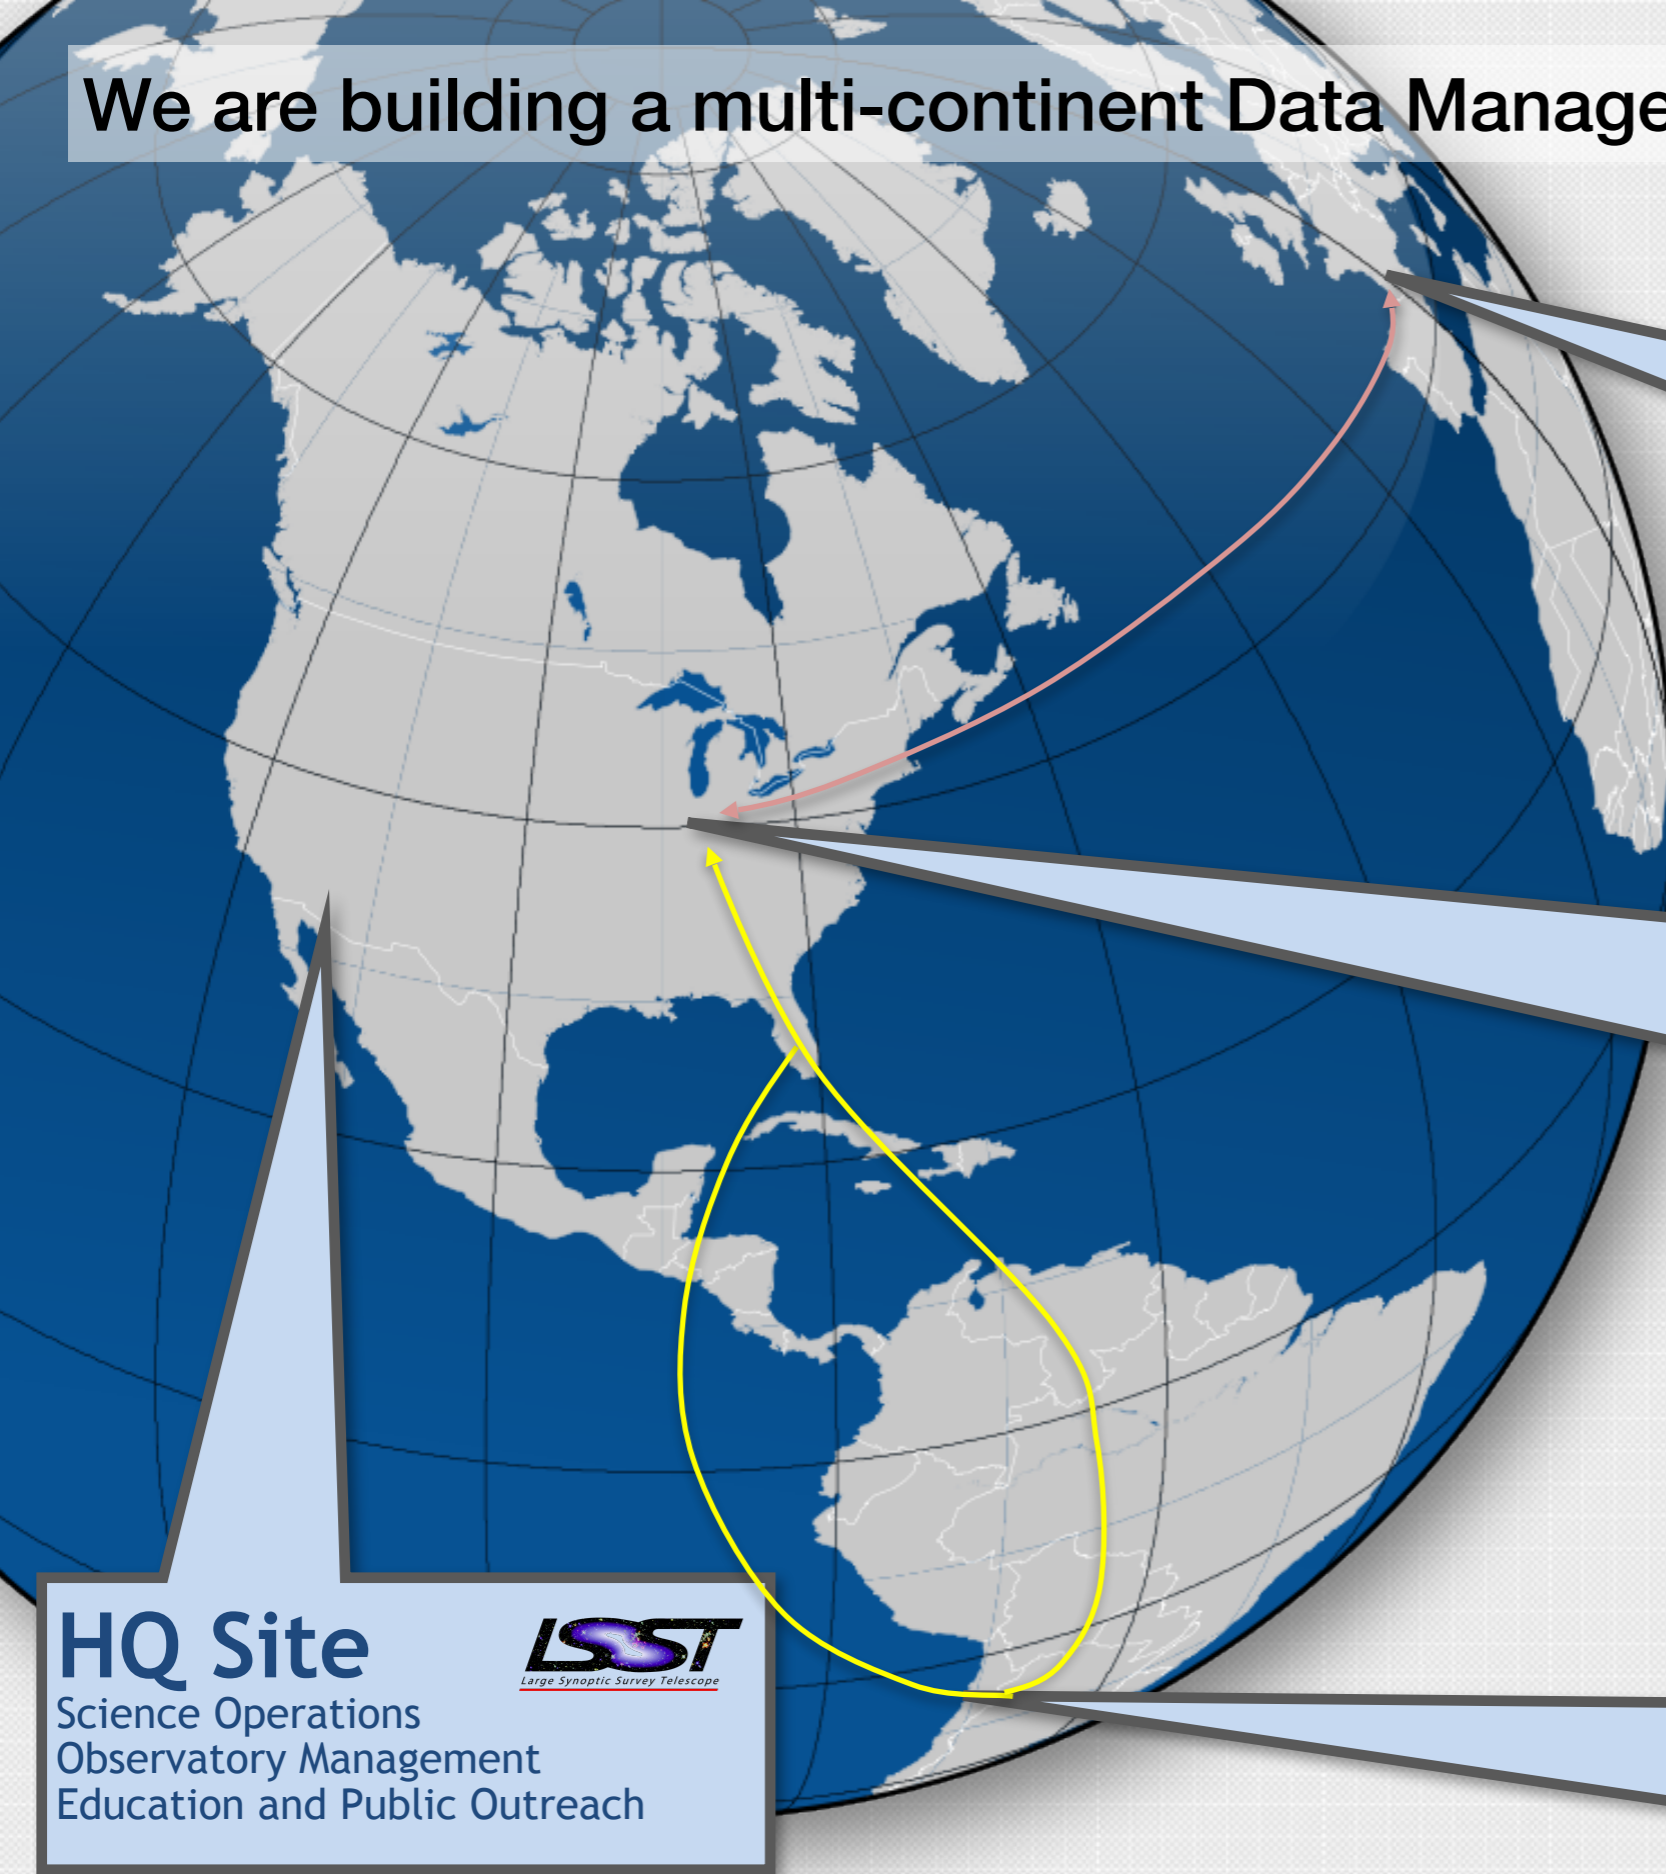 We are building a multi-continent Data Manage
HQ Site
LSST
Large Synoptic Survey Telescope
Science Operations
Observatory Management
Education and Public Outreach